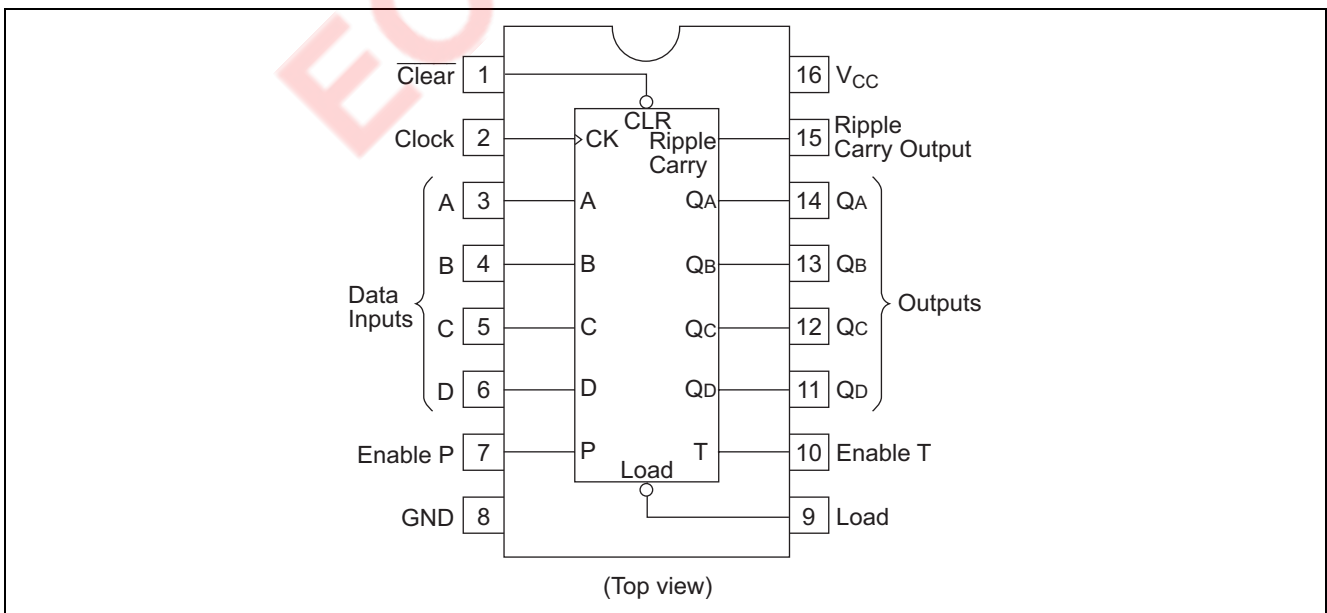 EC
Clear 1
16 VCC
CLR
Clock 2
CK
Ripple
Carry
15 Ripple
Carry Output
Data
Inputs
A 3
A
QA
14 QA
B 4
B
QB
13 QB
C 5
C
QC
12 QC
D 6
D
QD
11 QD
Outputs
Enable P 7
P
T
10 Enable T
Load
GND 8
9 Load
(Top view)